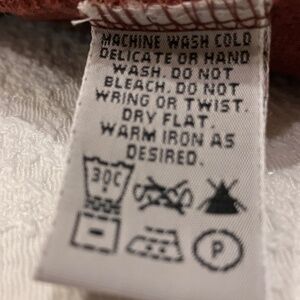 MACHINE WASH COLD
DELICATE OR HAND
WASH. DO NOT
BLEACH. DO NOT
WRING OR TWIST.
DRY FLAT.
WARM IRON AS
DESIRED.
30C
P